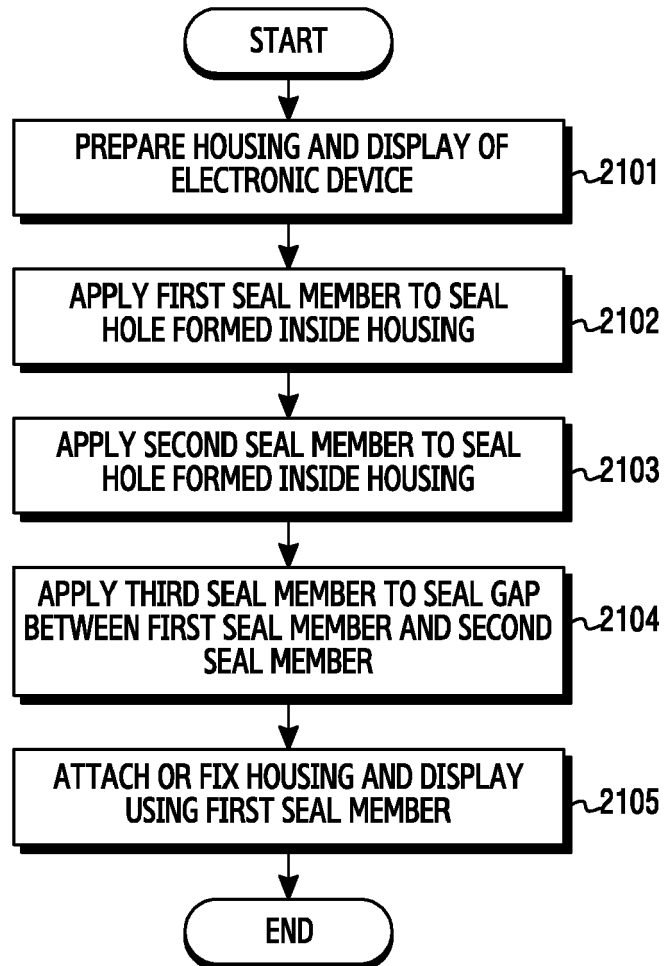 START
PREPARE HOUSING AND DISPLAY OF
ELECTRONIC DEVICE
2101
APPLY FIRST SEAL MEMBER TO SEAL
HOLE FORMED INSIDE HOUSING
2102
APPLY SECOND SEAL MEMBER TO SEAL
HOLE FORMED INSIDE HOUSING
2103
APPLY THIRD SEAL MEMBER TO SEAL GAP
BETWEEN FIRST SEAL MEMBER AND SECOND
SEAL MEMBER
2104
ATTACH OR FIX HOUSING AND DISPLAY
USING FIRST SEAL MEMBER
2105
END